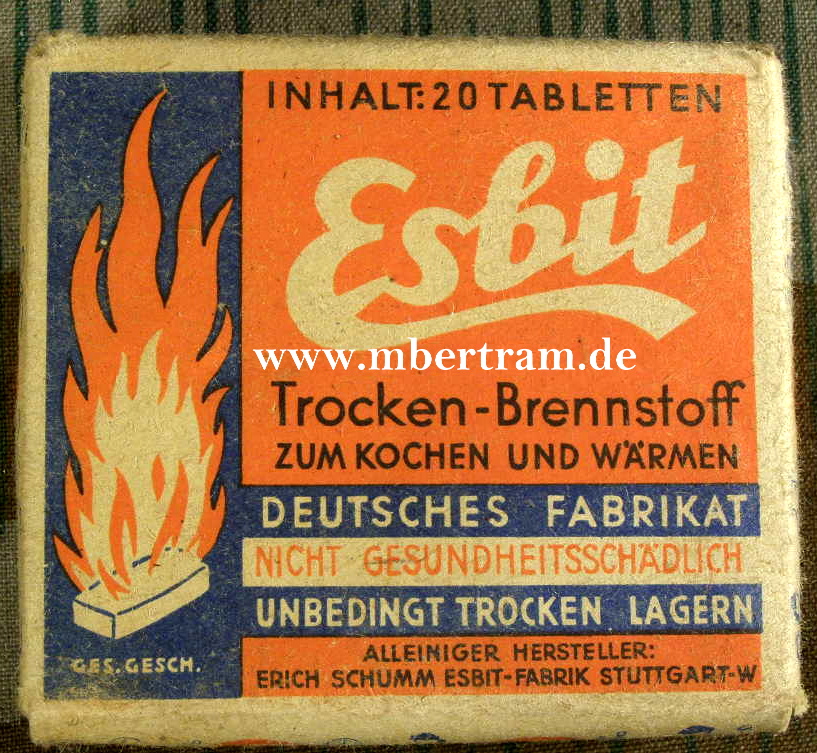 INHALT: 20 TABLETTEN
Esbit
www.mbertram.de
Trocken-Brennstoff
ZUM KOCHEN UND WÄRMEN
DEUTSCHES FABRIKAT
NICHT GESUNDHEITSSCHÄDLICH
UNBEDINGT TROCKEN LAGERN
GES. GESCH.
ALLEINIGER HERSTELLER:
ERICH SCHUMM ESBIT-FABRIK STUTTGART-W